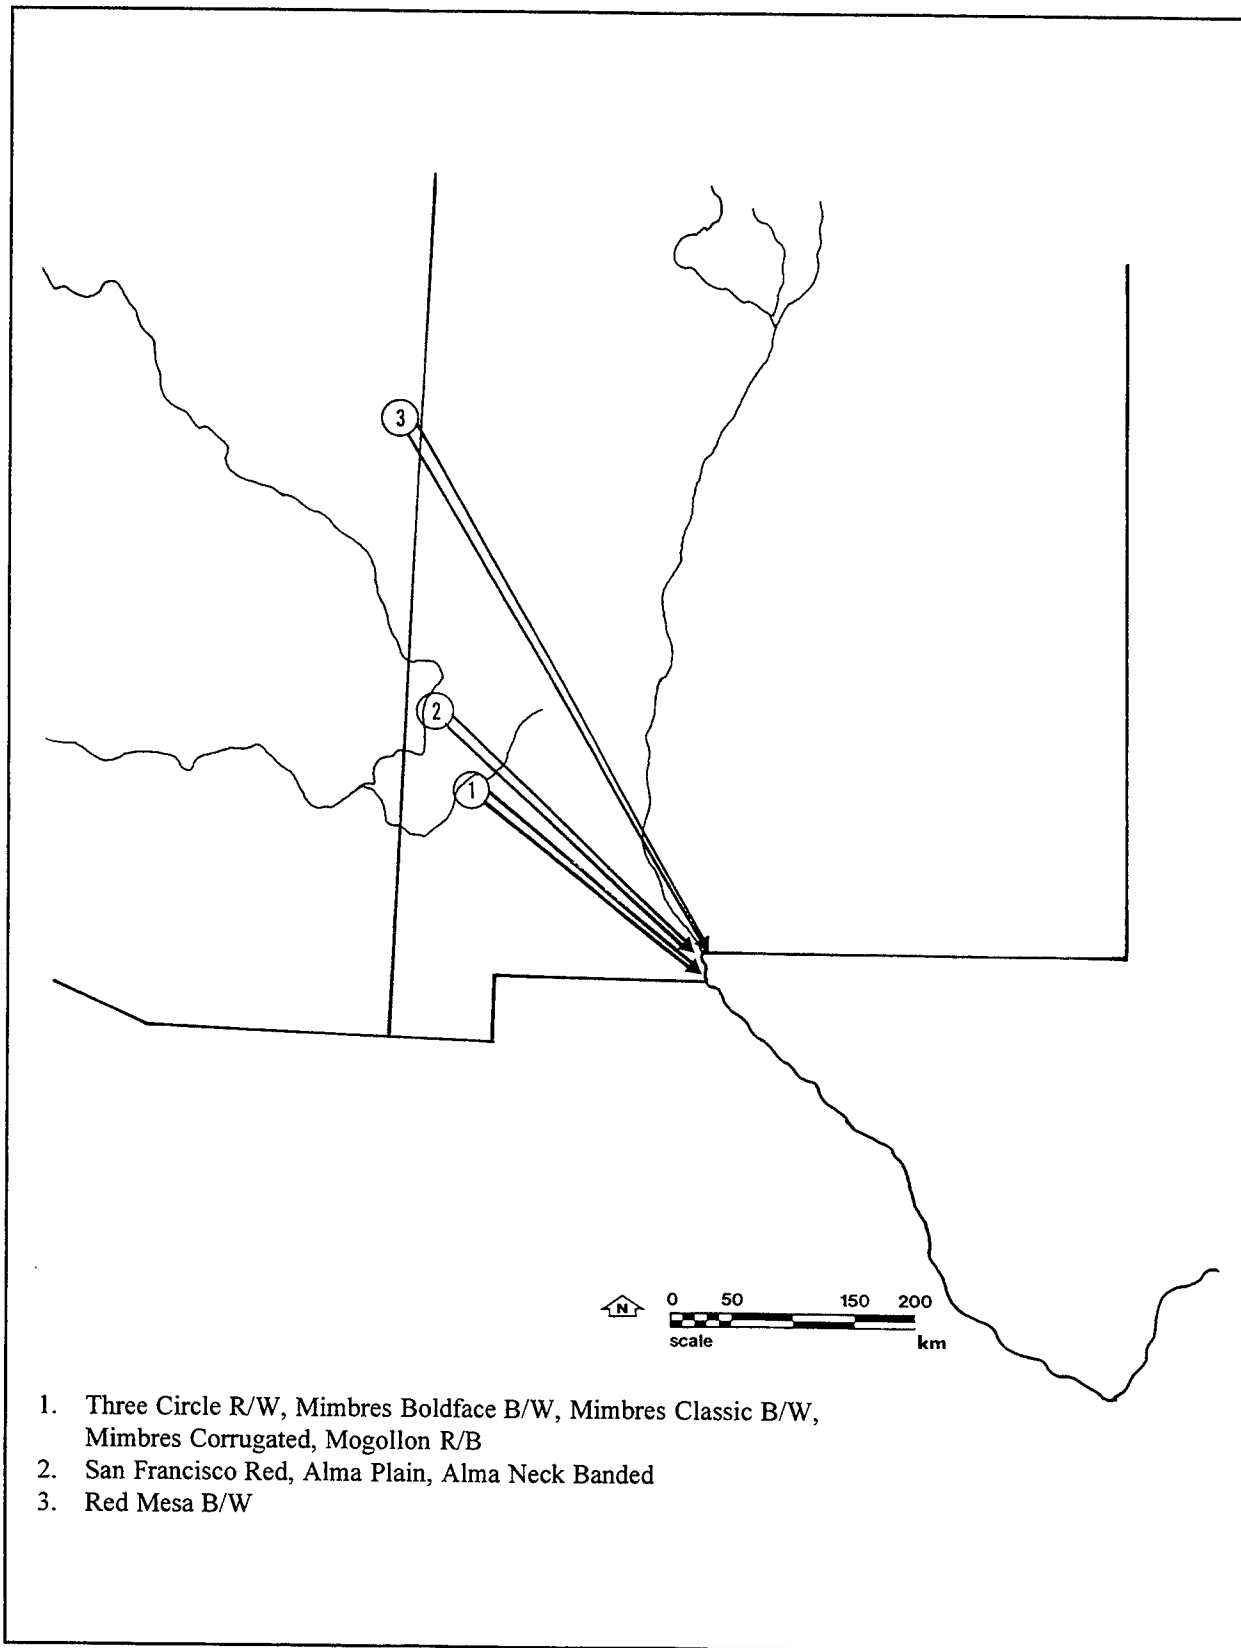 3
2
1
N
0 50 150 200
scale km
1. Three Circle R/W, Mimbres Boldface B/W, Mimbres Classic B/W,
Mimbres Corrugated, Mogollon R/B
2. San Francisco Red, Alma Plain, Alma Neck Banded
3. Red Mesa B/W